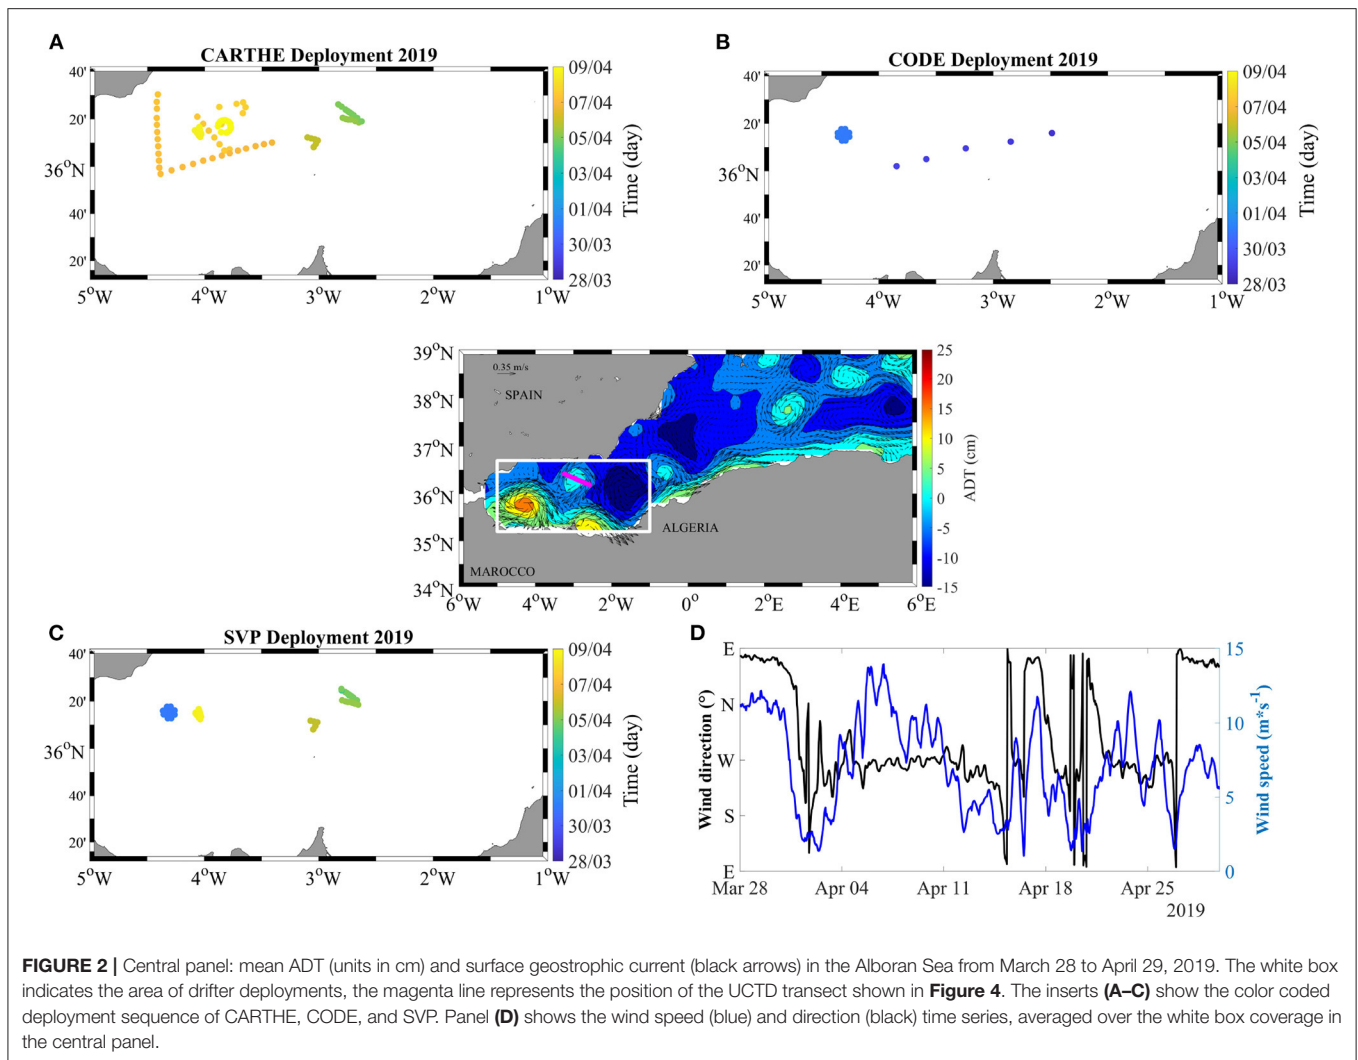 A
CARTHE Deployment 2019
40'
20'
36°N
40'
20'
5°W 4°W 3°W 2°W 1°W
09/04
07/04
05/04
03/04
01/04
30/03
28/03
Time (day)
B
CODE Deployment 2019
40'
20'
36°N
40'
20'
5°W 4°W 3°W 2°W 1°W
09/04
07/04
05/04
03/04
01/04
30/03
28/03
Time (day)
39°N
38°N
37°N
36°N
35°N
34°N
6°W 4°W 2°W 0° 2°E 4°E 6°E
0.35 m/s
SPAIN
ALGERIA
MAROCCO
25
20
15
10
5
0
-5
-10
-15
ADT (cm)
C
SVP Deployment 2019
40'
20'
36°N
40'
20'
5°W 4°W 3°W 2°W 1°W
09/04
07/04
05/04
03/04
01/04
30/03
28/03
Time (day)
D
E
N
W
S
E
Wind direction (°)
15
10
5
0
Wind speed (m*s⁻¹)
Mar 28 Apr 04 Apr 11 Apr 18 Apr 25
2019
FIGURE 2 | Central panel: mean ADT (units in cm) and surface geostrophic current (black arrows) in the Alboran Sea from March 28 to April 29, 2019. The white box
indicates the area of drifter deployments, the magenta line represents the position of the UCTD transect shown in Figure 4. The inserts (A–C) show the color coded
deployment sequence of CARTHE, CODE, and SVP. Panel (D) shows the wind speed (blue) and direction (black) time series, averaged over the white box coverage in
the central panel.